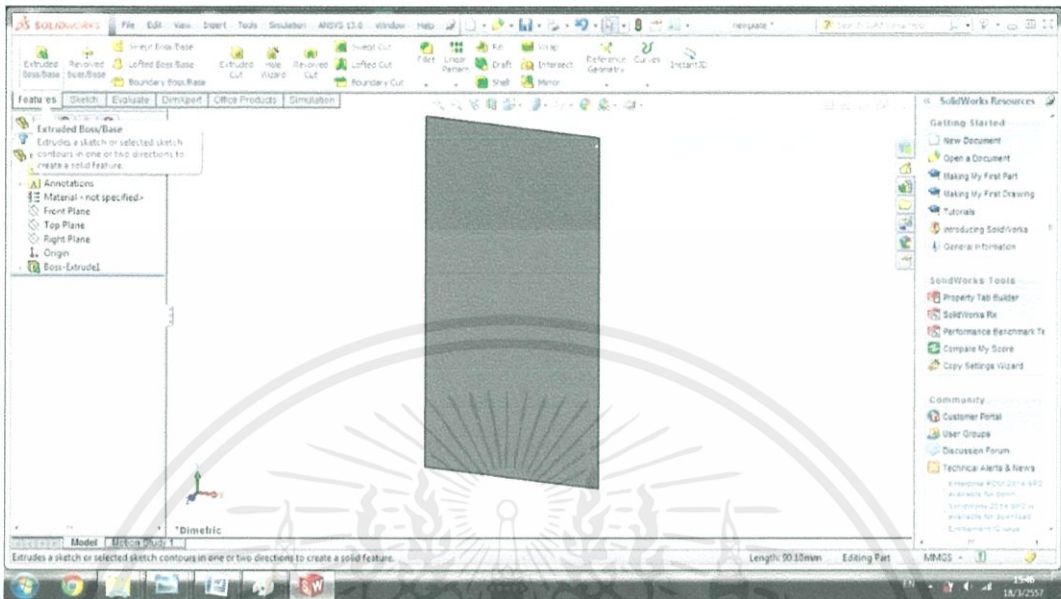 SOLIDWORKS File Edit View Insert Tools Simulation ANSYS 13.0 Window Help newplate *
Extruded Boss/Base Revolved Boss/Base Swept Boss/Base Lofted Boss/Base Boundary Boss/Base Extruded Cut Hole Wizard Revolved Cut Swept Cut Lofted Cut Boundary Cut Fillet Linear Pattern Rib Draft Shell Wrap Intersect Mirror Reference Geometry Curves Instant3D
Features Sketch Evaluate DimXpert Office Products Simulation
Extruded Boss/Base
Extrudes a sketch or selected sketch
contours in one or two directions to
create a solid feature.
Annotations
Material <not specified>
Front Plane
Top Plane
Right Plane
Origin
Boss-Extrude1
*Dimetric
Model Motion Study 1
Extrudes a sketch or selected sketch contours in one or two directions to create a solid feature.
Length: 90.10mm Editing Part MMGS
SolidWorks Resources
Getting Started
New Document
Open a Document
Making My First Part
Making My First Drawing
Tutorials
Introducing SolidWorks
General Information
SolidWorks Tools
Property Tab Builder
SolidWorks Rx
Performance Benchmark Te
Compare My Score
Copy Settings Wizard
Community
Customer Portal
User Groups
Discussion Forum
Technical Alerts & News
EN 15:46
18/3/2557